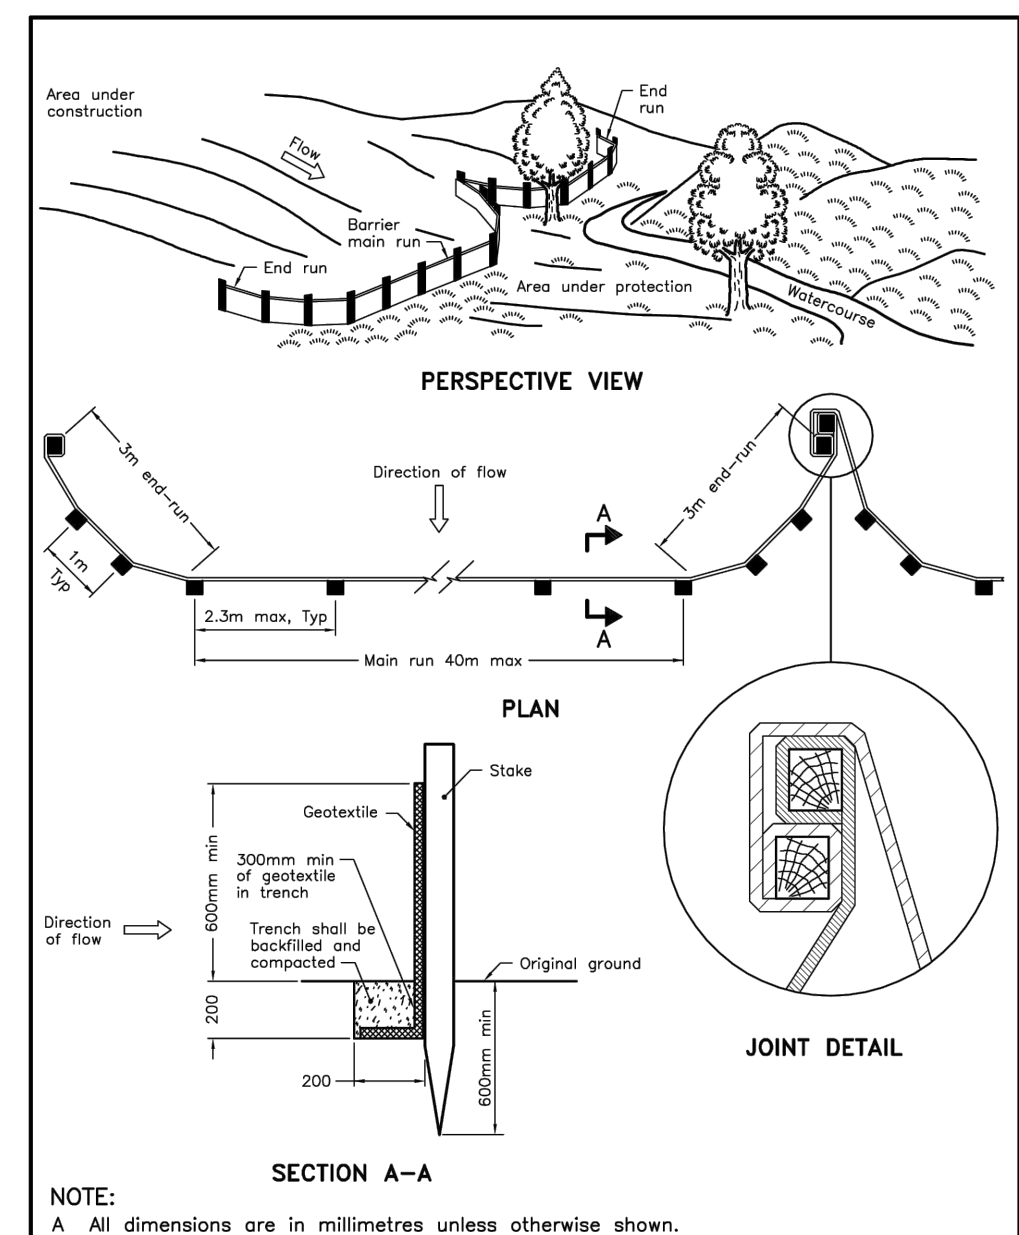 Area under
construction
End
run
Flow
Barrier
main run
End run
Area under protection
Watercourse
PERSPECTIVE VIEW
3m end-run
Direction of flow
3m end-run
A
1m
Typ
2.3m max, Typ
A
Main run 40m max
PLAN
Stake
Geotextile
600mm min
300mm min
of geotextile
in trench
Direction
of flow
Trench shall be
backfilled and
compacted
Original ground
200
600mm min
200
JOINT DETAIL
SECTION A-A
NOTE:
A All dimensions are in millimetres unless otherwise shown.